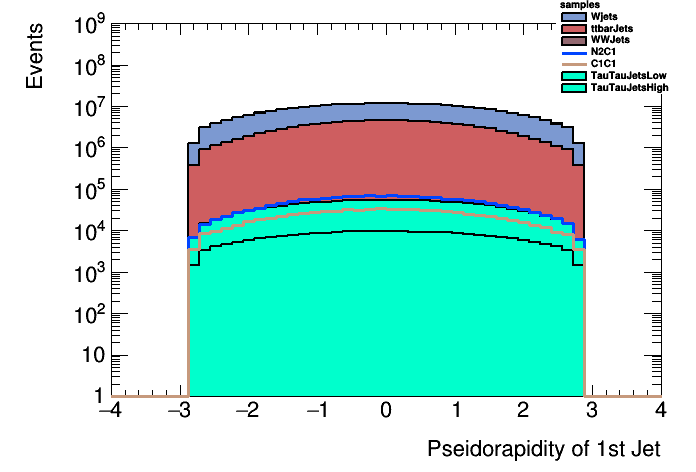 samples
Wjets
ttbarJets
WWJets
N2C1
C1C1
TauTauJetsLow
TauTauJetsHigh
Events
10⁹
10⁸
10⁷
10⁶
10⁵
10⁴
10³
10²
10
1
−4 −3 −2 −1 0 1 2 3 4
Pseidorapidity of 1st Jet